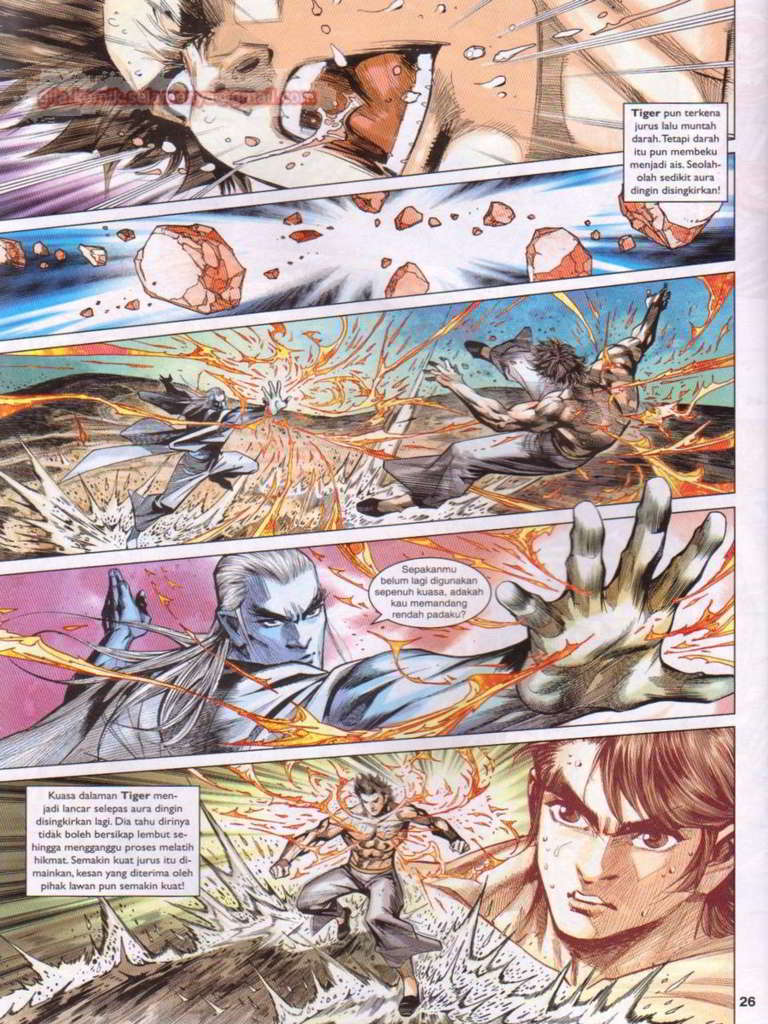 Tiger pun terkena
jurus lalu muntah
darah. Tetapi darah
itu pun membeku
menjadi ais. Seolah-
olah sedikit aura
dingin disingkirkan!
Sepakanmu
belum lagi digunakan
sepenuh kuasa, adakah
kau memandang
rendah padaku?
Kuasa dalaman Tiger men-
jadi lancar selepas aura dingin
disingkirkan lagi. Dia tahu dirinya
tidak boleh bersikap lembut se-
hingga mengganggu proses melatih
hikmat. Semakin kuat jurus itu di-
mainkan, kesan yang diterima oleh
pihak lawan pun semakin kuat!
26